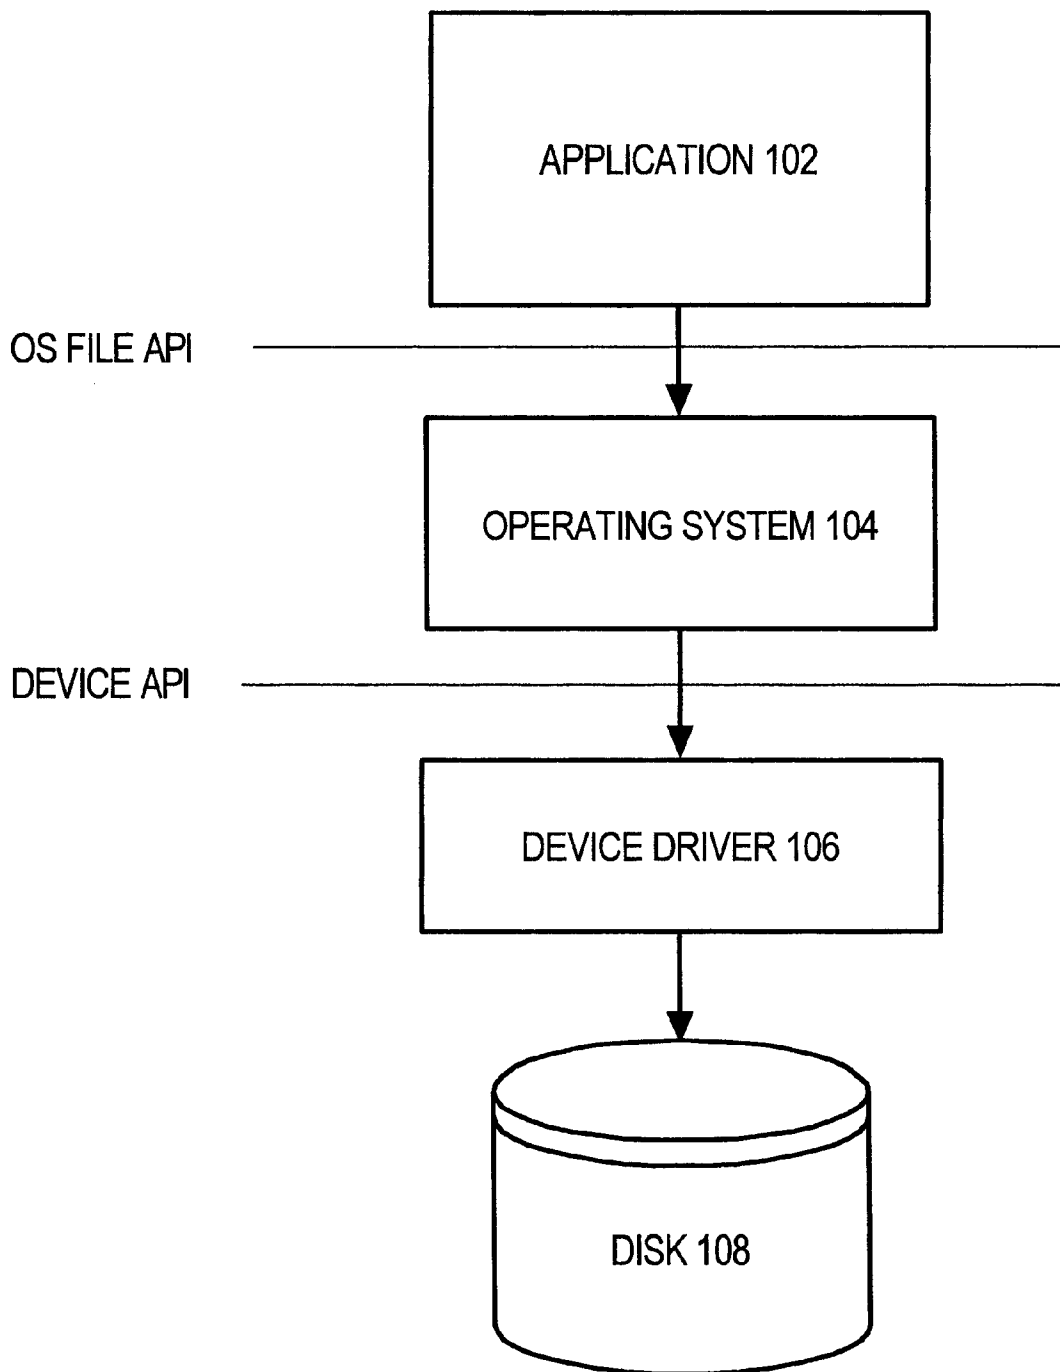 APPLICATION 102
OS FILE API
OPERATING SYSTEM 104
DEVICE API
DEVICE DRIVER 106
DISK 108